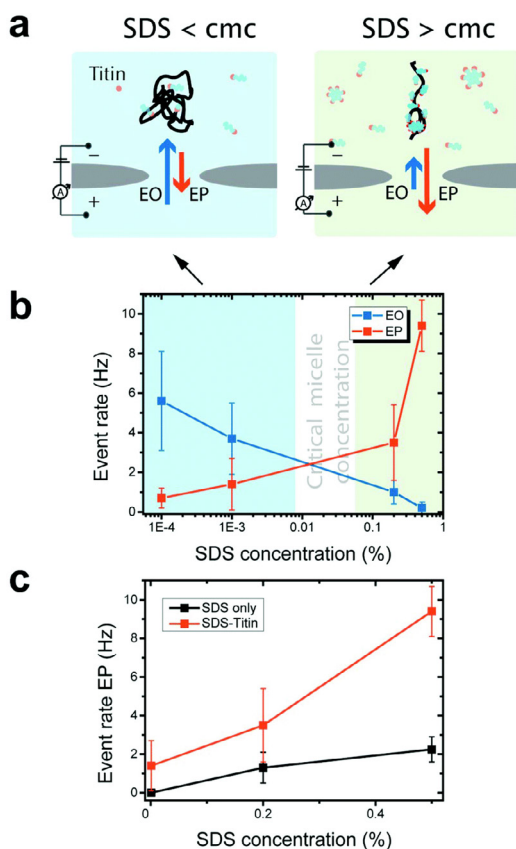 a
SDS < cmc
SDS > cmc
Titin
−
+
A
EO
EP
−
+
A
EO
EP
b
Event rate (Hz)
10
8
6
4
2
0
EO
EP
Critical micelle
concentration
1E-4
1E-3
0.01
0.1
1
SDS concentration (%)
c
Event rate EP (Hz)
10
8
6
4
2
0
SDS only
SDS-Titin
0
0.2
0.4
SDS concentration (%)